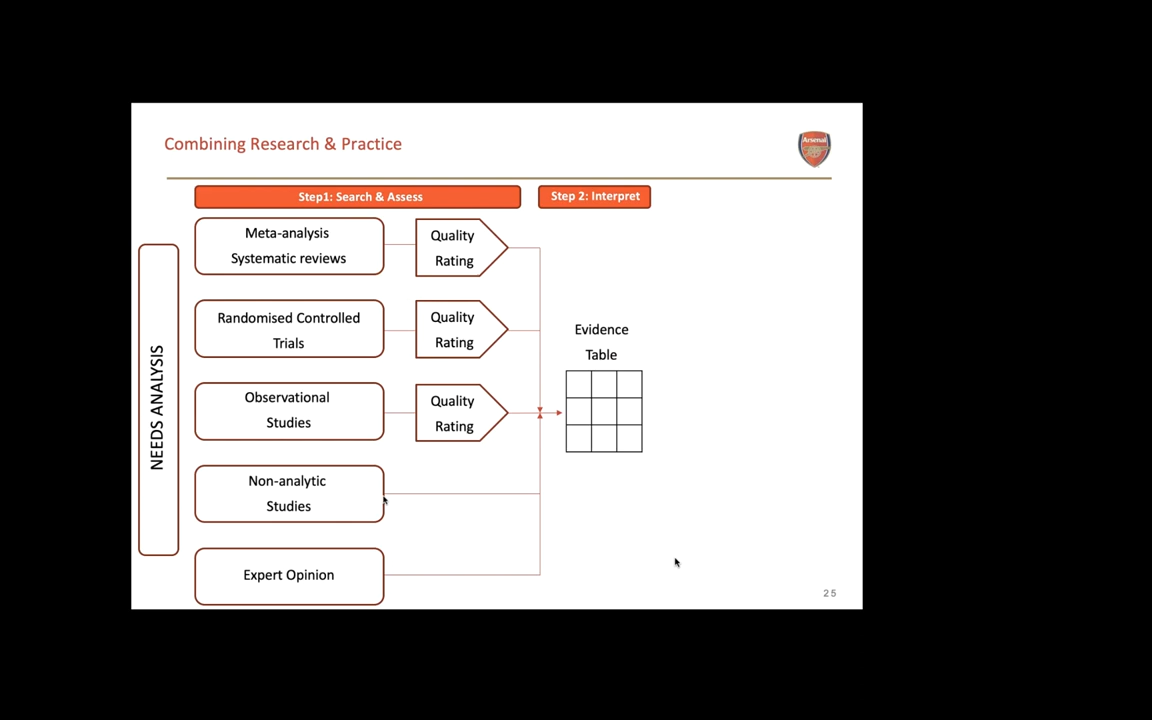 Combining Research & Practice
Arsenal
Step1: Search & Assess
Step 2: Interpret
NEEDS ANALYSIS
Meta-analysis
Systematic reviews
Quality
Rating
Randomised Controlled
Trials
Quality
Rating
Evidence
Table
Observational
Studies
Quality
Rating
Non-analytic
Studies
Expert Opinion
25